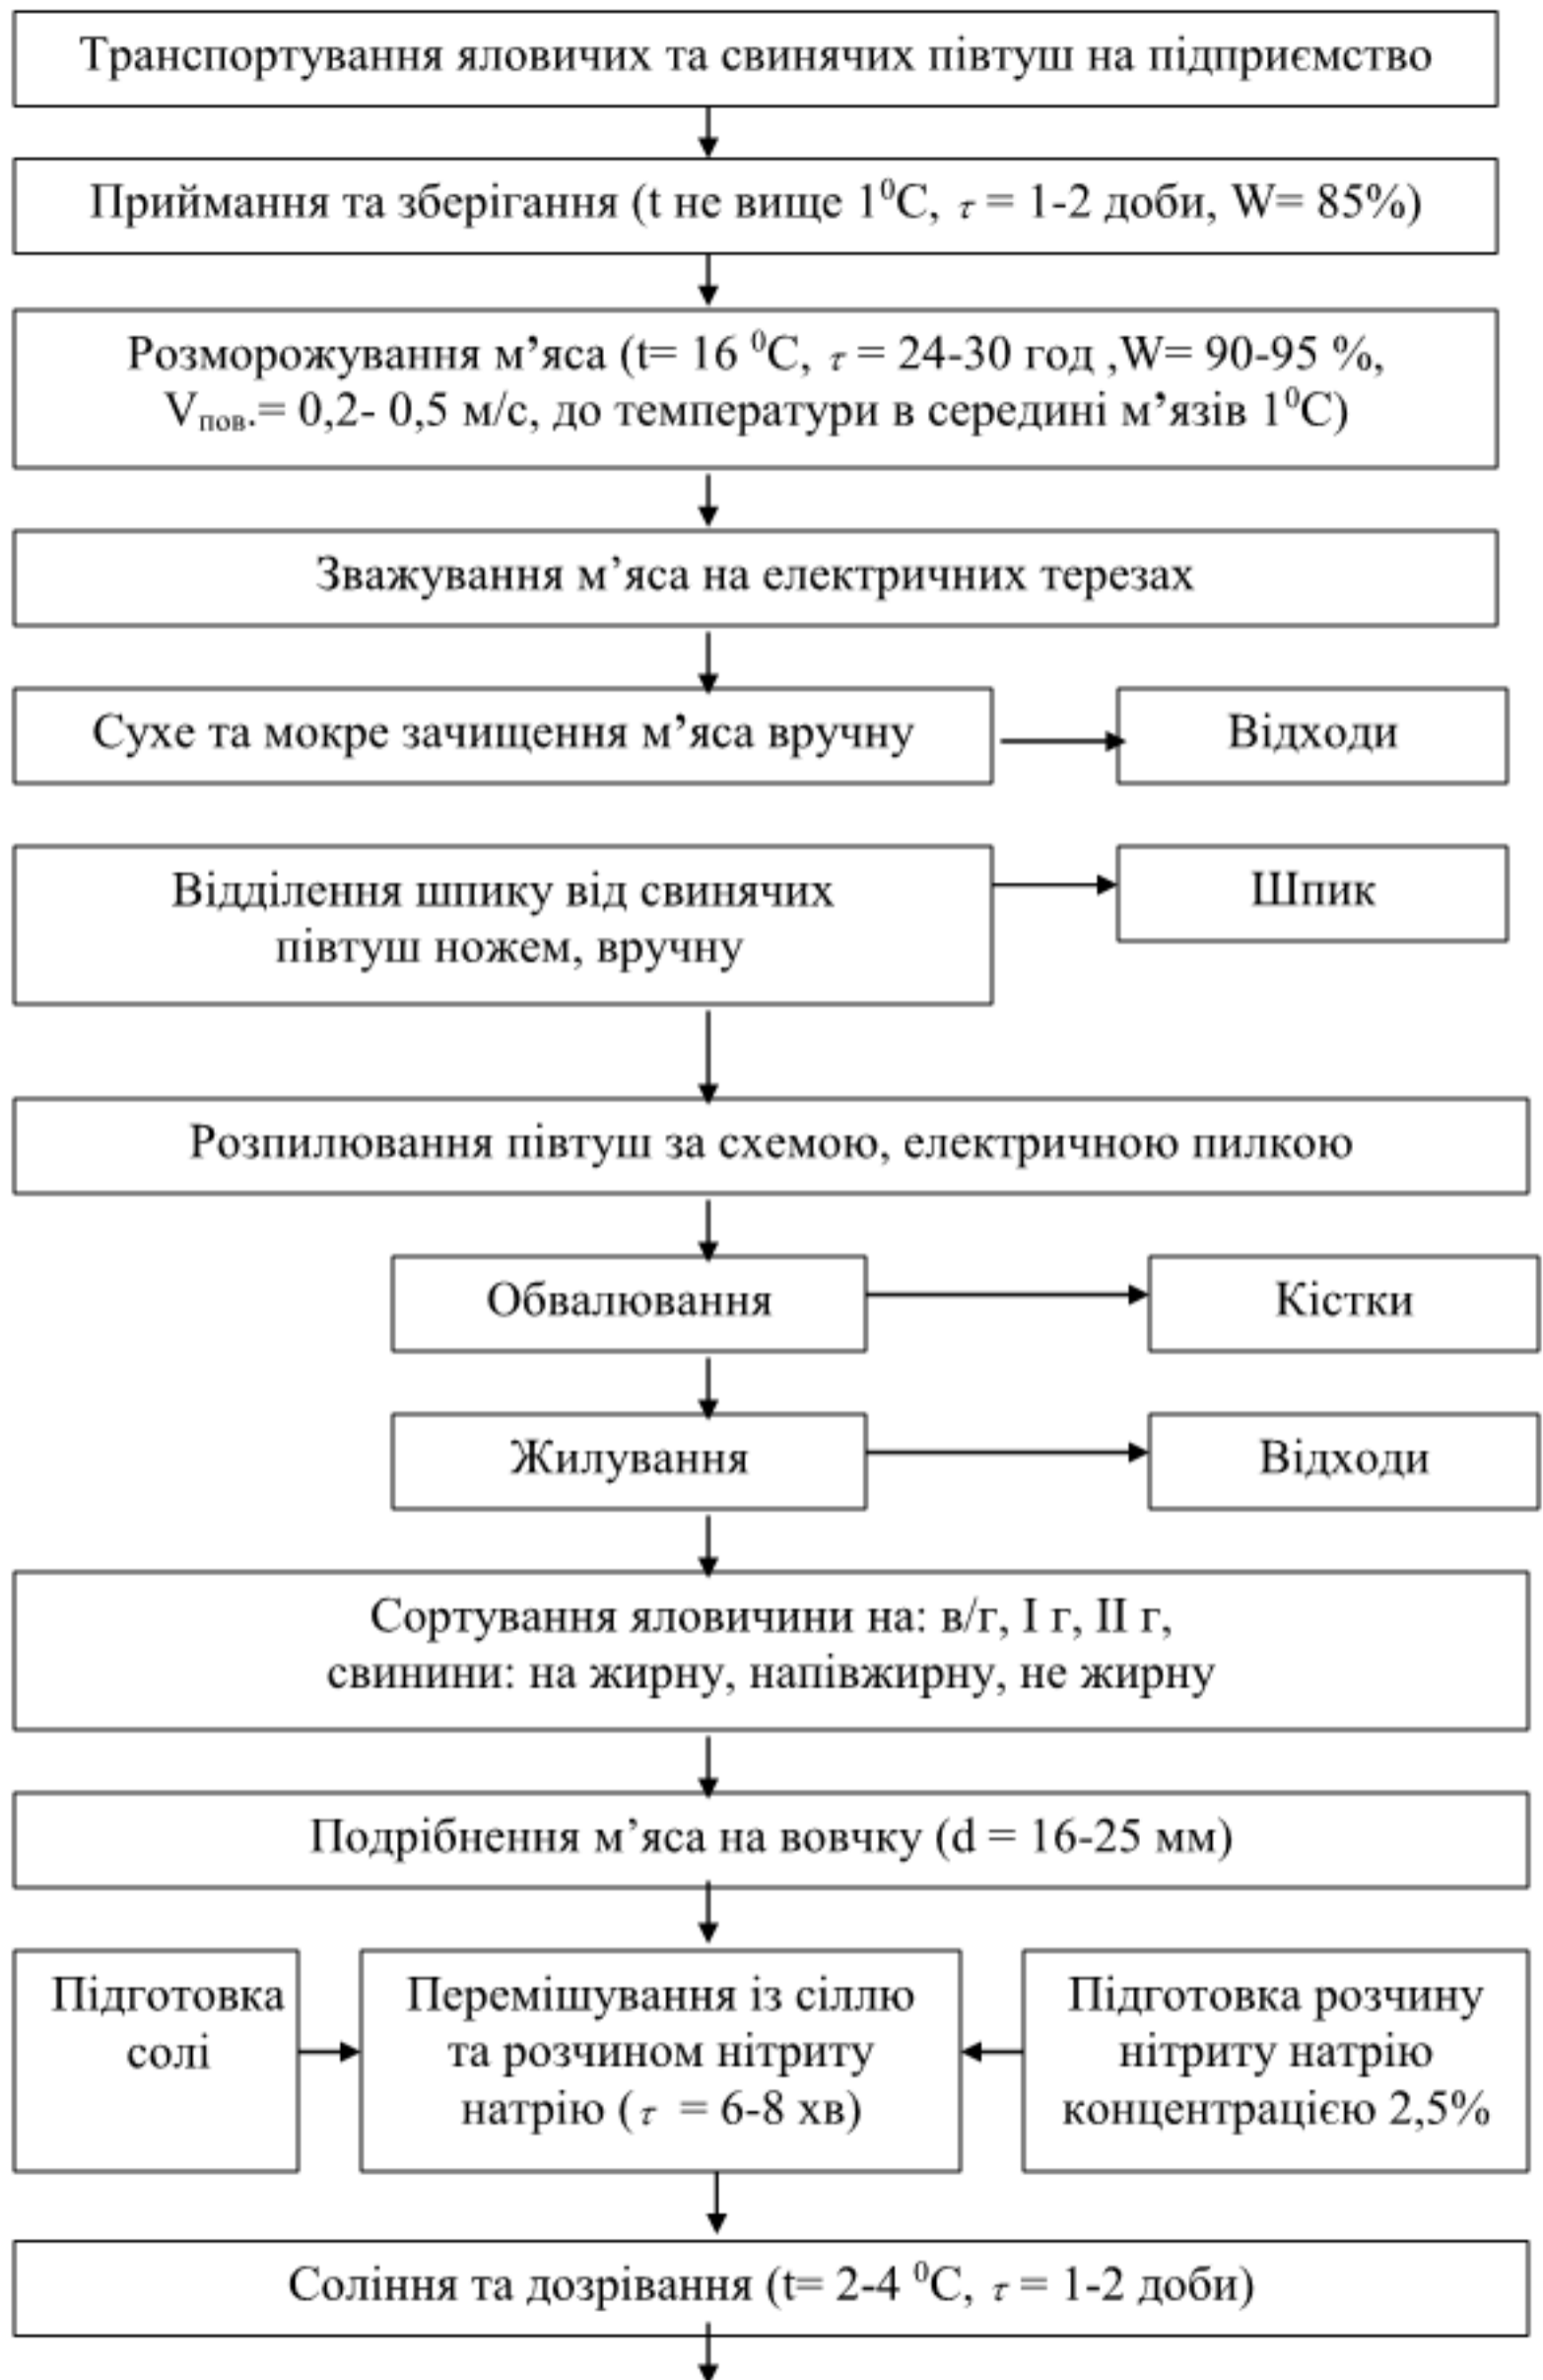 Транспортування яловичих та свинячих півтуш на підприємство
Приймання та зберігання (t не вище 1⁰С, τ = 1-2 доби, W= 85%)
Розморожування м’яса (t= 16 ⁰С, τ = 24-30 год ,W= 90-95 %,
Vпов.= 0,2- 0,5 м/с, до температури в середині м’язів 1⁰С)
Зважування м’яса на електричних терезах
Сухе та мокре зачищення м’яса вручну
Відходи
Відділення шпику від свинячих
півтуш ножем, вручну
Шпик
Розпилювання півтуш за схемою, електричною пилкою
Обвалювання
Кістки
Жилування
Відходи
Сортування яловичини на: в/г, І г, ІІ г,
свинини: на жирну, напівжирну, не жирну
Подрібнення м’яса на вовчку (d = 16-25 мм)
Підготовка
солі
Перемішування із сіллю
та розчином нітриту
натрію (τ = 6-8 хв)
Підготовка розчину
нітриту натрію
концентрацією 2,5%
Соління та дозрівання (t= 2-4 ⁰С, τ = 1-2 доби)